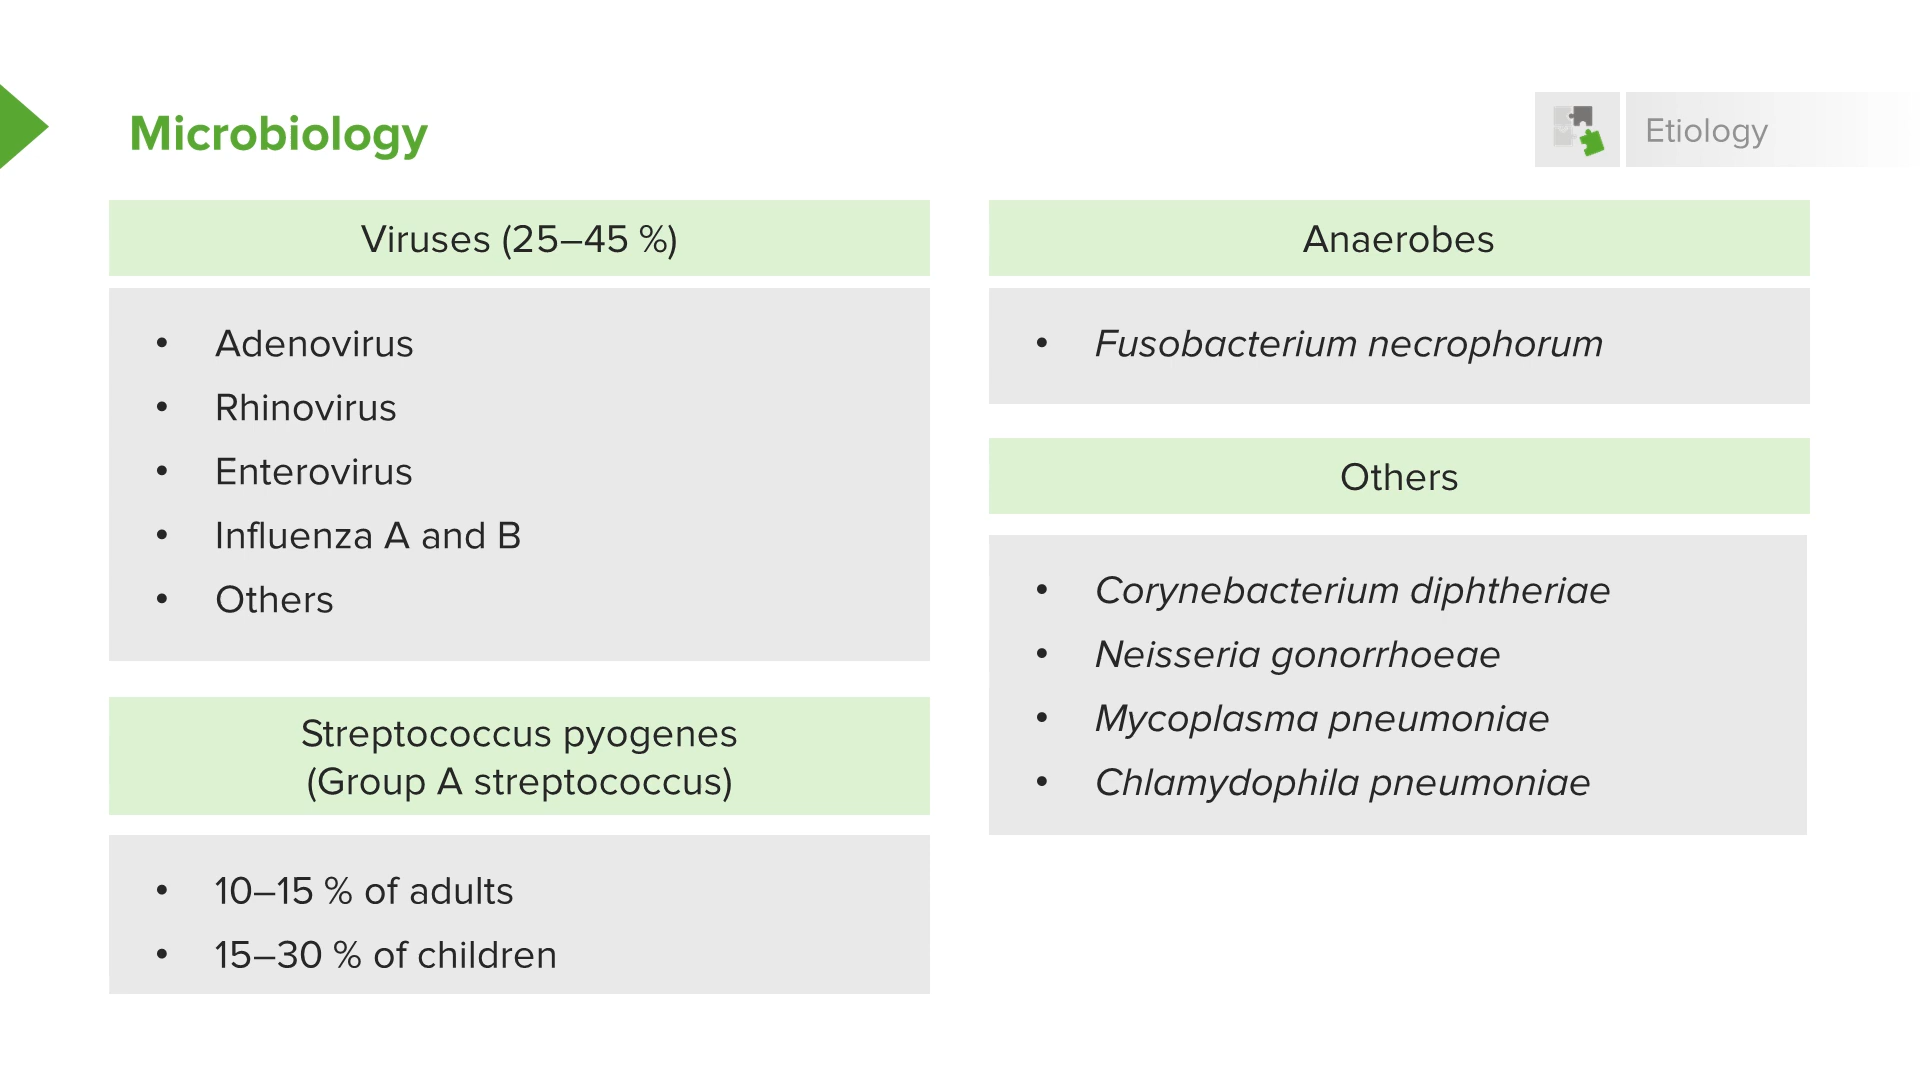 Microbiology
Etiology
Viruses (25–45 %)
• Adenovirus
• Rhinovirus
• Enterovirus
• Influenza A and B
• Others
Streptococcus pyogenes
(Group A streptococcus)
• 10–15 % of adults
• 15–30 % of children
Anaerobes
• Fusobacterium necrophorum
Others
• Corynebacterium diphtheriae
• Neisseria gonorrhoeae
• Mycoplasma pneumoniae
• Chlamydophila pneumoniae